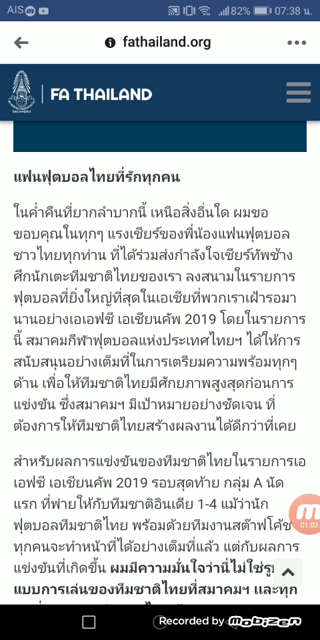 AIS
82%
07:38 น.
fathailand.org
FA THAILAND
แฟนฟุตบอลไทยที่รักทุกคน
ในค่ำคืนที่ยากลำบากนี้ เหนือสิ่งอื่นใด ผมขอ
ขอบคุณในทุกๆ แรงเชียร์ของพี่น้องแฟนฟุตบอล
ชาวไทยทุกท่าน ที่ได้ร่วมส่งกำลังใจเชียร์ทัพช้าง
ศึกนักเตะทีมชาติไทยของเรา ลงสนามในรายการ
ฟุตบอลที่ยิ่งใหญ่ที่สุดในเอเชียที่พวกเราเฝ้ารอมา
นานอย่างเอเอฟซี เอเชียนคัพ 2019 โดยในรายการ
นี้ สมาคมกีฬาฟุตบอลแห่งประเทศไทยฯ ได้ให้การ
สนับสนุนอย่างเต็มที่ในการเตรียมความพร้อมทุกๆ
ด้าน เพื่อให้ทีมชาติไทยมีศักยภาพสูงสุดก่อนการ
แข่งขัน ซึ่งสมาคมฯ มีเป้าหมายอย่างชัดเจน ที่
ต้องการให้ทีมชาติไทยสร้างผลงานได้ดีกว่าที่เคย
สำหรับผลการแข่งขันของทีมชาติไทยในรายการเอ
เอฟซี เอเชียนคัพ 2019 รอบสุดท้าย กลุ่ม A นัด
แรก ที่พ่ายให้กับทีมชาติอินเดีย 1-4 แม้ว่านัก
ฟุตบอลทีมชาติไทย พร้อมด้วยทีมงานสต๊าฟโค้ช
ทุกคนจะทำหน้าที่ได้อย่างเต็มที่แล้ว แต่กับผลการ
แข่งขันที่เกิดขึ้น ผมมีความมั่นใจว่านี่ไม่ใช่รูป
แบบการเล่นของทีมชาติไทยที่สมาคมฯ และทุก
01:02
Recorded by Mobizen